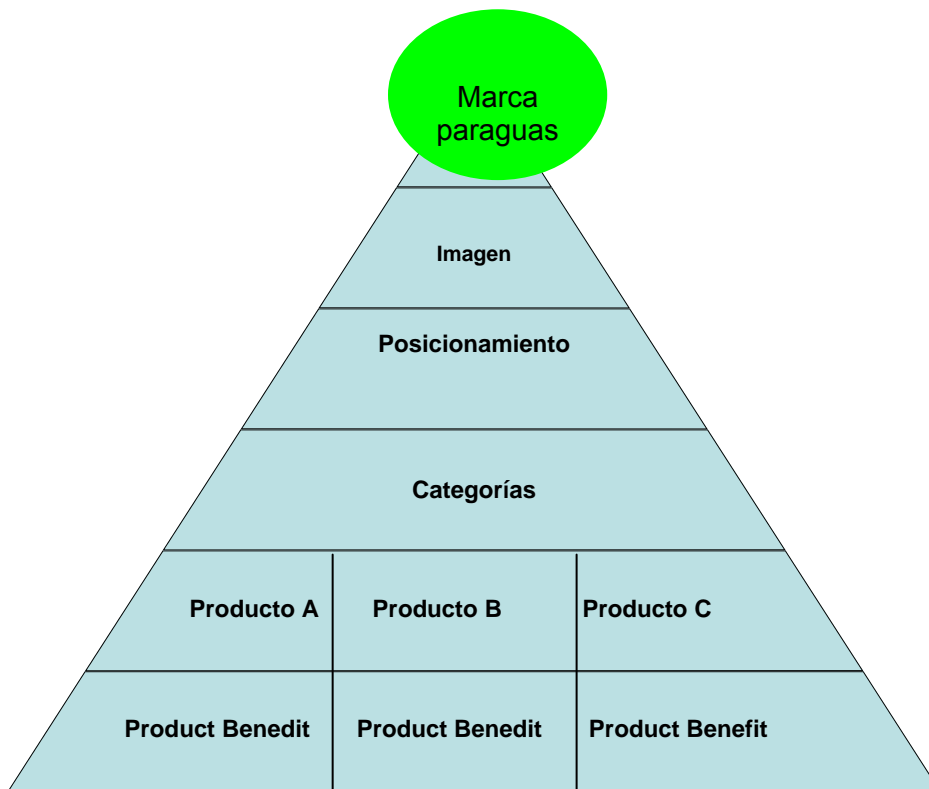 Marca
paraguas
Imagen
Posicionamiento
Categorías
Producto A
Producto B
Producto C
Product Benedit
Product Benedit
Product Benefit